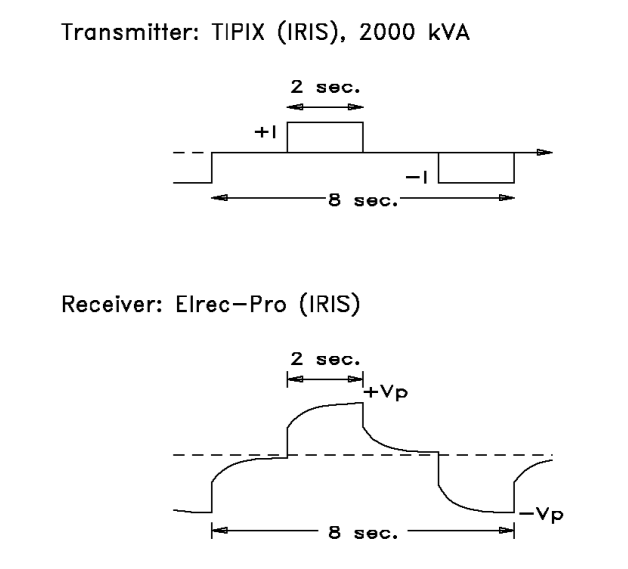 Transmitter: TIPIX (IRIS), 2000 kVA
2 sec.
+I
−I
8 sec.
Receiver: Elrec−Pro (IRIS)
2 sec.
+Vp
−Vp
8 sec.